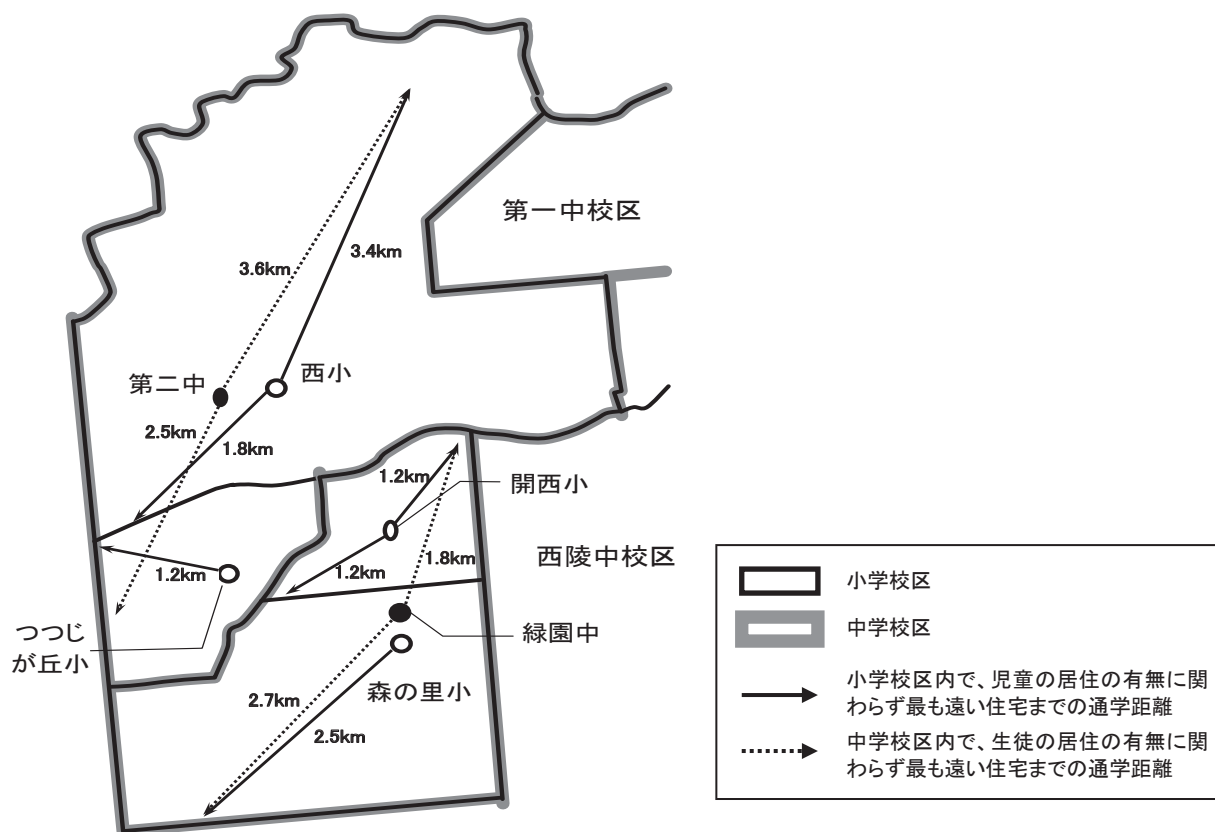 第一中校区
3.6km
3.4km
第二中
西小
2.5km
1.8km
1.2km
開西小
西陵中校区
1.8km
1.2km
1.2km
つつじ
が丘小
緑園中
森の里小
2.7km
2.5km
小学校区
中学校区
小学校区内で、児童の居住の有無に関
わらず最も遠い住宅までの通学距離
中学校区内で、生徒の居住の有無に関
わらず最も遠い住宅までの通学距離